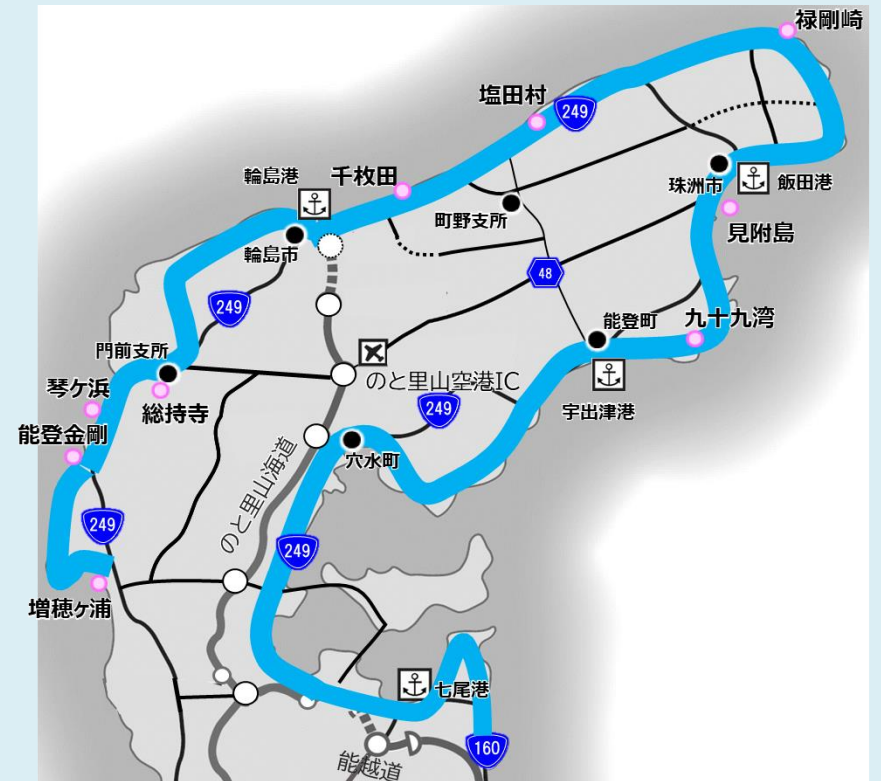 禄剛崎
塩田村
249
輪島港
千枚田
珠洲市
飯田港
町野支所
見附島
輪島市
48
249
能登町
九十九湾
門前支所
のと里山空港IC
琴ケ浜
総持寺
249
宇出津港
能登金剛
穴水町
のと里山海道
249
249
増穂ヶ浦
七尾港
160
能越道